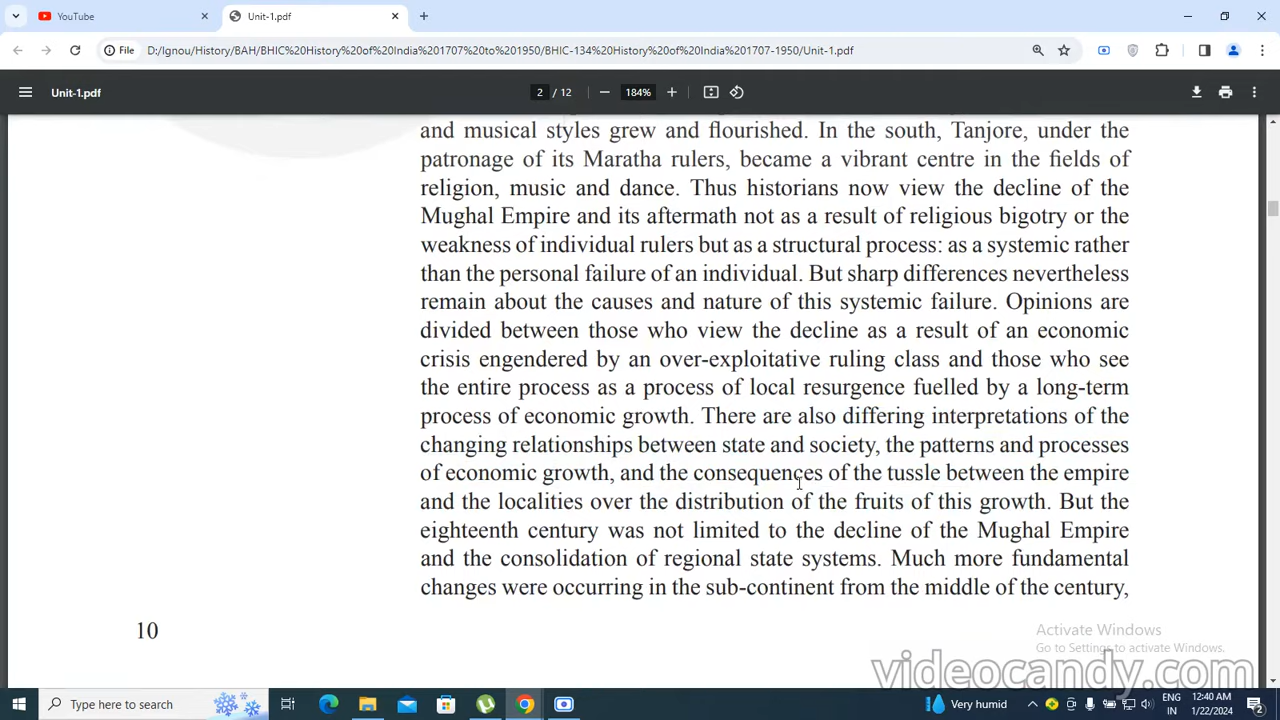 YouTube
Unit-1.pdf
File
D:/Ignou/History/BAH/BHIC%20History%20of%20India%201707%20to%201950/BHIC-134%20History%20of%20India%201707-1950/Unit-1.pdf
Unit-1.pdf
2 / 12
184%
and musical styles grew and flourished. In the south, Tanjore, under the
patronage of its Maratha rulers, became a vibrant centre in the fields of
religion, music and dance. Thus historians now view the decline of the
Mughal Empire and its aftermath not as a result of religious bigotry or the
weakness of individual rulers but as a structural process: as a systemic rather
than the personal failure of an individual. But sharp differences nevertheless
remain about the causes and nature of this systemic failure. Opinions are
divided between those who view the decline as a result of an economic
crisis engendered by an over-exploitative ruling class and those who see
the entire process as a process of local resurgence fuelled by a long-term
process of economic growth. There are also differing interpretations of the
changing relationships between state and society, the patterns and processes
of economic growth, and the consequences of the tussle between the empire
and the localities over the distribution of the fruits of this growth. But the
eighteenth century was not limited to the decline of the Mughal Empire
and the consolidation of regional state systems. Much more fundamental
changes were occurring in the sub-continent from the middle of the century,
10
Activate Windows
Go to Settings to activate Windows.
videocandy.com
Type here to search
Very humid
ENG
IN
12:40 AM
1/22/2024
2